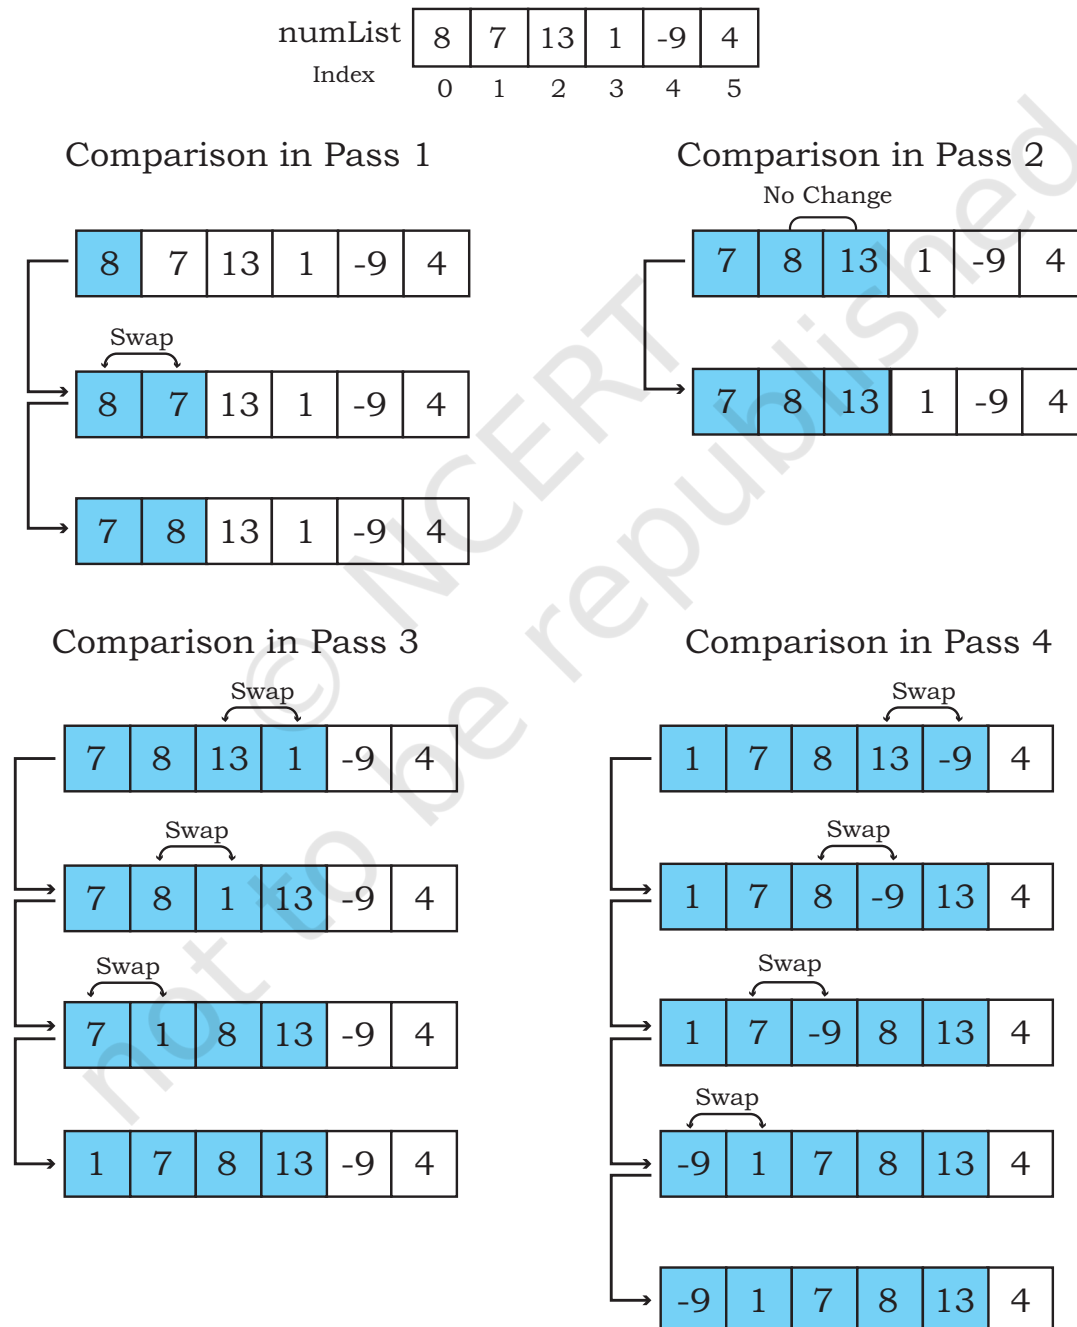 numList 8 7 13 1 -9 4
Index 0 1 2 3 4 5
Comparison in Pass 1
8 7 13 1 -9 4
Swap
8 7 13 1 -9 4
7 8 13 1 -9 4
Comparison in Pass 2
No Change
7 8 13 1 -9 4
7 8 13 1 -9 4
Comparison in Pass 3
Swap
7 8 13 1 -9 4
Swap
7 8 1 13 -9 4
Swap
7 1 8 13 -9 4
1 7 8 13 -9 4
Comparison in Pass 4
Swap
1 7 8 13 -9 4
Swap
1 7 8 -9 13 4
Swap
1 7 -9 8 13 4
Swap
-9 1 7 8 13 4
-9 1 7 8 13 4
© NCERT
not to be republished